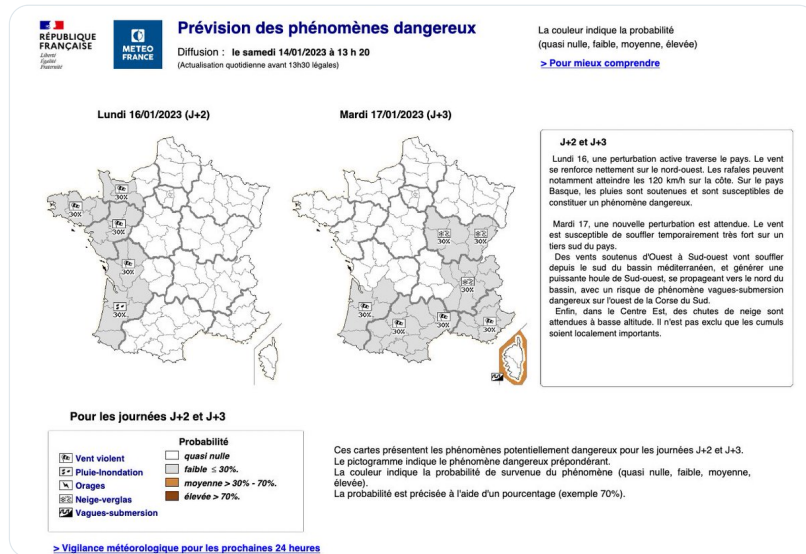 RÉPUBLIQUE
FRANÇAISE
Liberté
Égalité
Fraternité
METEO
FRANCE
Prévision des phénomènes dangereux
Diffusion : le samedi 14/01/2023 à 13 h 20
(Actualisation quotidienne avant 13h30 légales)
La couleur indique la probabilité
(quasi nulle, faible, moyenne, élevée)
> Pour mieux comprendre
Lundi 16/01/2023 (J+2)
30%
30%
30%
30%
30%
Mardi 17/01/2023 (J+3)
30%
30%
30%
30%
30%
30%
30%
J+2 et J+3
Lundi 16, une perturbation active traverse le pays. Le vent
se renforce nettement sur le nord-ouest. Les rafales peuvent
notamment atteindre les 120 km/h sur la côte. Sur le pays
Basque, les pluies sont soutenues et sont susceptibles de
constituer un phénomène dangereux.
Mardi 17, une nouvelle perturbation est attendue. Le vent
est susceptible de souffler temporairement très fort sur un
tiers sud du pays.
Des vents soutenus d'Ouest à Sud-ouest vont souffler
depuis le sud du bassin méditerranéen, et générer une
puissante houle de Sud-ouest, se propageant vers le nord du
bassin, avec un risque de phénomène vagues-submersion
dangereux sur l'ouest de la Corse du Sud.
Enfin, dans le Centre Est, des chutes de neige sont
attendues à basse altitude. Il n'est pas exclu que les cumuls
soient localement importants.
Pour les journées J+2 et J+3
Vent violent
Pluie-Inondation
Orages
Neige-verglas
Vagues-submersion
Probabilité
quasi nulle
faible ≤ 30%.
moyenne > 30% - 70%.
élevée > 70%.
Ces cartes présentent les phénomènes potentiellement dangereux pour les journées J+2 et J+3.
Le pictogramme indique le phénomène dangereux prépondérant.
La couleur indique la probabilité de survenue du phénomène (quasi nulle, faible, moyenne,
élevée).
La probabilité est précisée à l'aide d'un pourcentage (exemple 70%).
> Vigilance météorologique pour les prochaines 24 heures